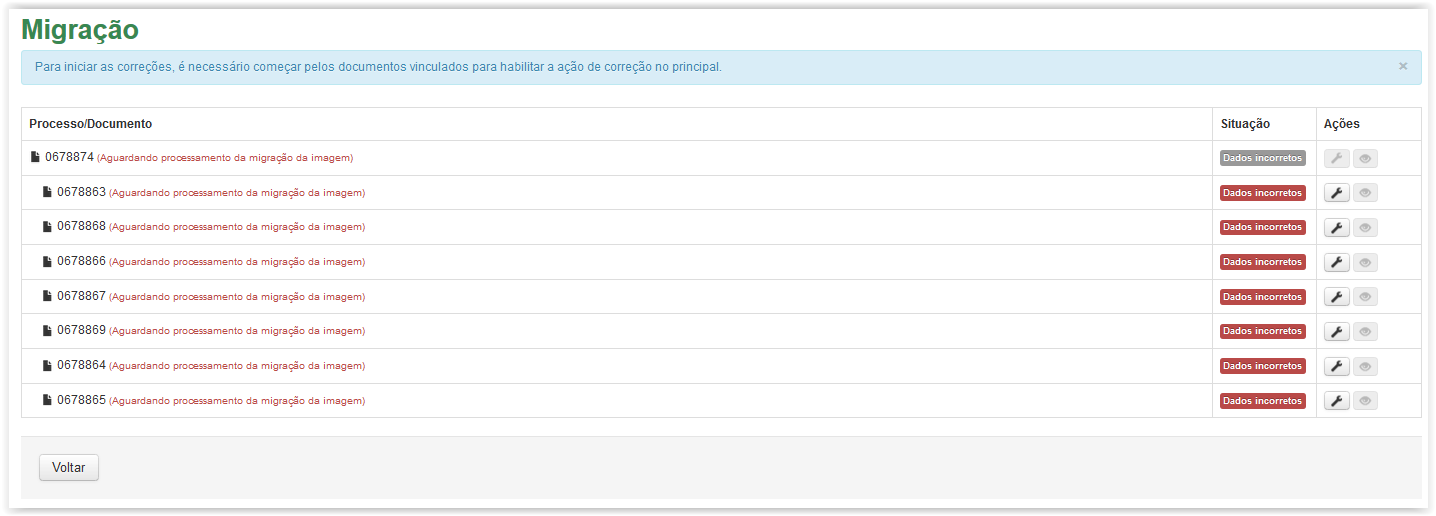 Migração
Para iniciar as correções, é necessário começar pelos documentos vinculados para habilitar a ação de correção no principal. ×
Processo/Documento Situação Ações
0678874 (Aguardando processamento da migração da imagem) Dados incorretos
0678863 (Aguardando processamento da migração da imagem) Dados incorretos
0678868 (Aguardando processamento da migração da imagem) Dados incorretos
0678866 (Aguardando processamento da migração da imagem) Dados incorretos
0678867 (Aguardando processamento da migração da imagem) Dados incorretos
0678869 (Aguardando processamento da migração da imagem) Dados incorretos
0678864 (Aguardando processamento da migração da imagem) Dados incorretos
0678865 (Aguardando processamento da migração da imagem) Dados incorretos
Voltar